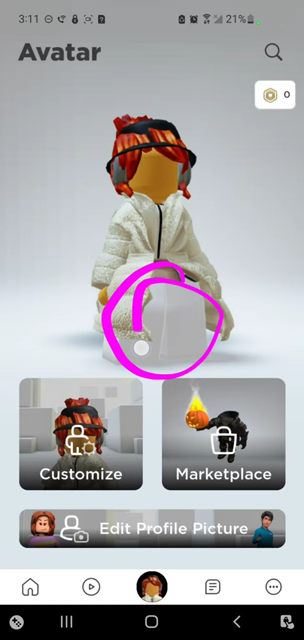 3:11 21%
Avatar
0
Customize
Marketplace
Edit Profile Picture